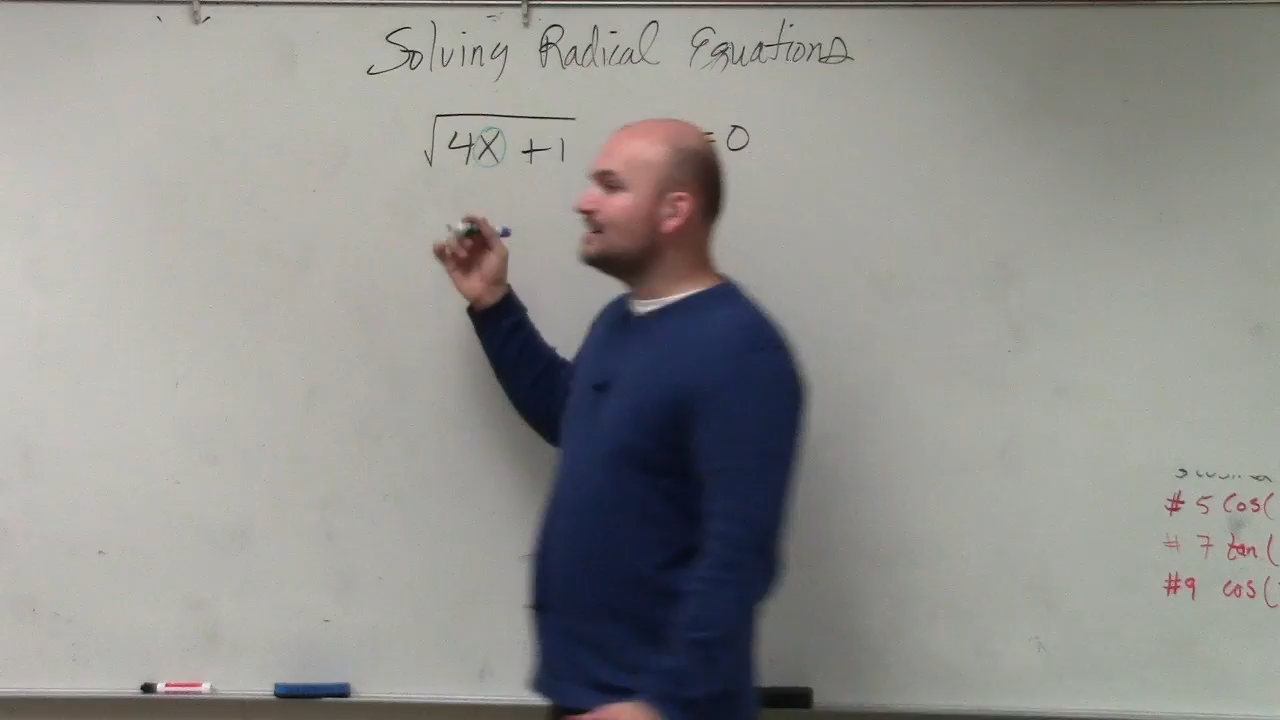 Solving Radical Equations
√4x + 1 = 0
# 5 cos(
# 7 tan(
#9 cos(